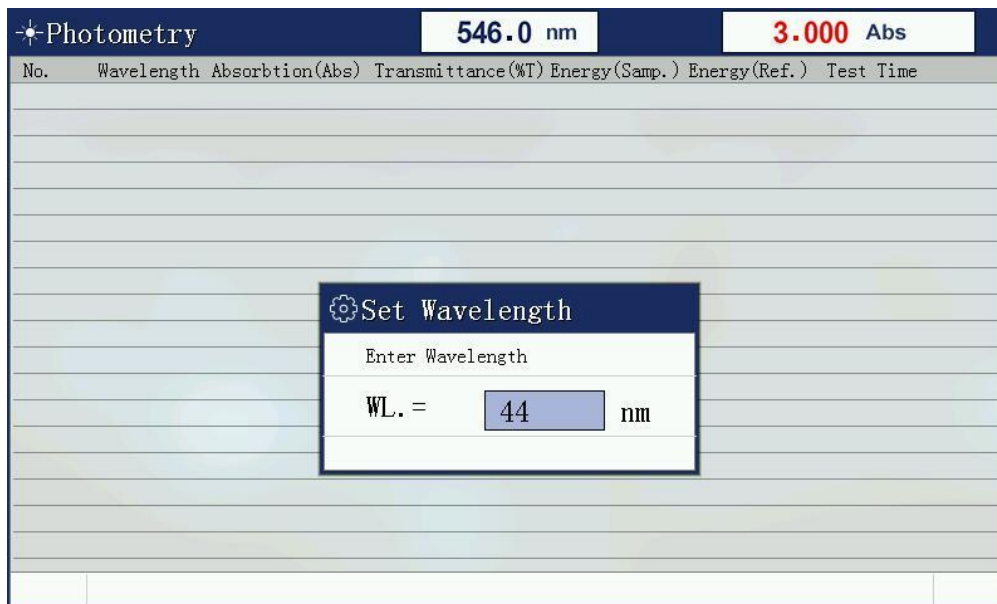 Photometry 546.0 nm 3.000 Abs
No. Wavelength Absorbtion(Abs) Transmittance(%T) Energy(Samp.) Energy(Ref.) Test Time
Set Wavelength
Enter Wavelength
WL.= 44 nm